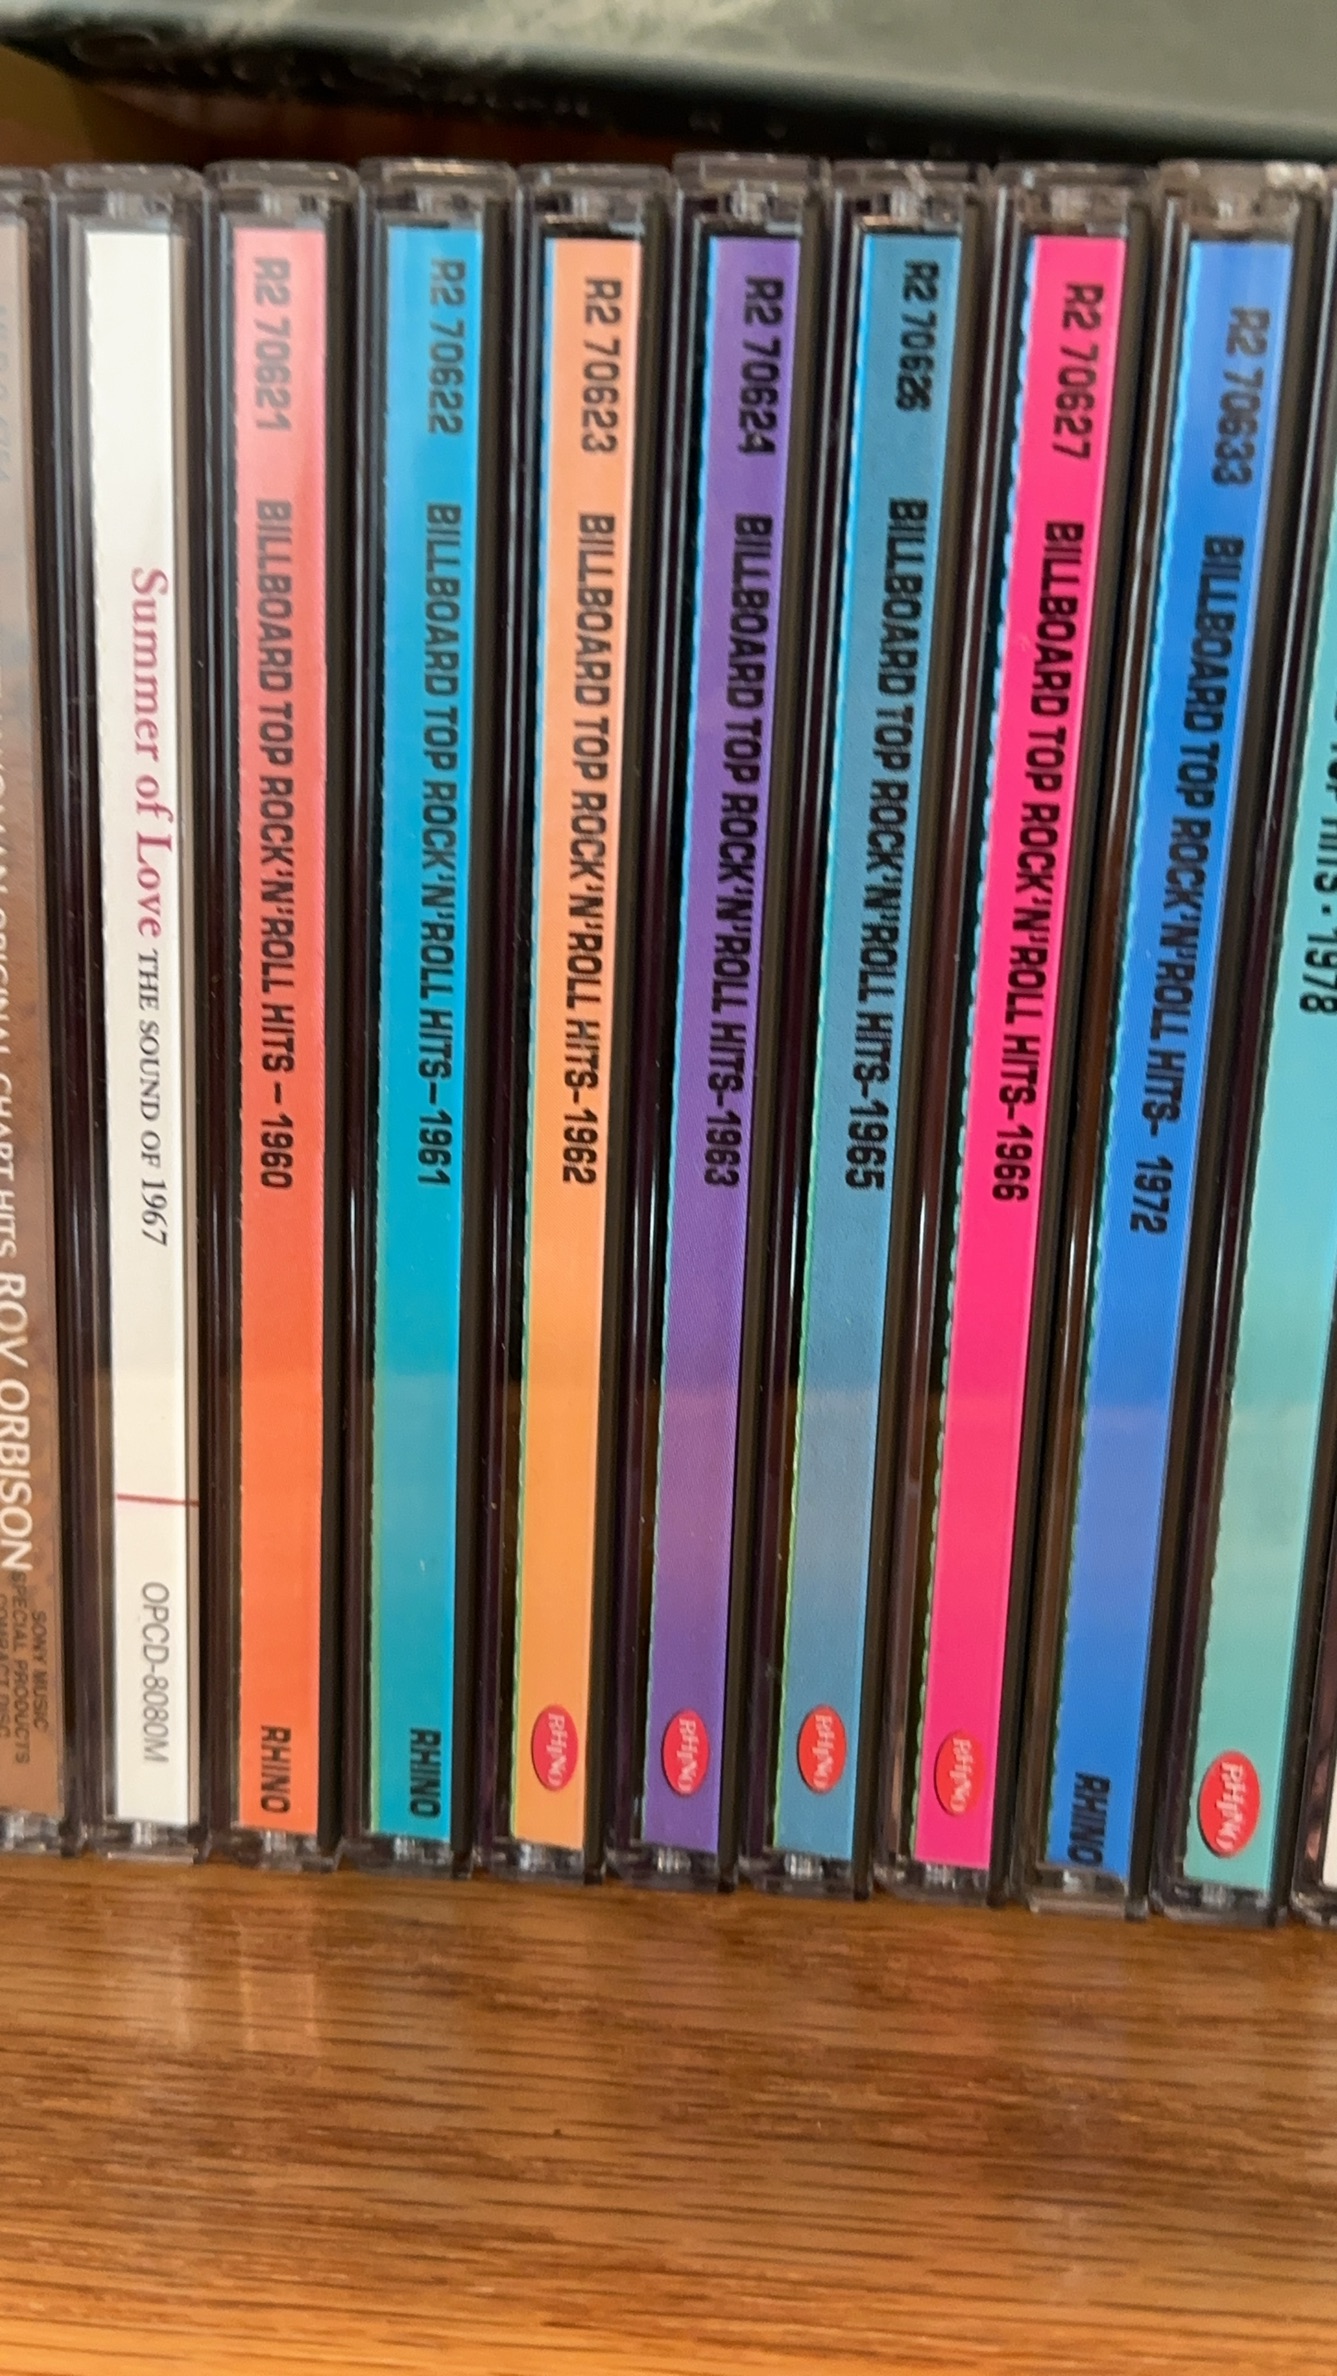 ROY ORBISON
SONY MUSIC
SPECIAL PRODUCTS
COMPACT DISC
Summer of Love THE SOUND OF 1967 OPCD-8080M
R2 70621 BILLBOARD TOP ROCK'N'ROLL HITS – 1960 RHINO
R2 70622 BILLBOARD TOP ROCK'N'ROLL HITS–1961 RHINO
R2 70623 BILLBOARD TOP ROCK'N'ROLL HITS-1962 RHINO
R2 70624 BILLBOARD TOP ROCK'N'ROLL HITS-1963 RHINO
R2 70626 BILLBOARD TOP ROCK'N'ROLL HITS-1965 RHINO
R2 70627 BILLBOARD TOP ROCK'N'ROLL HITS-1966 RHINO
R2 70633 BILLBOARD TOP ROCK'N'ROLL HITS- 1972 RHINO
1978 RHINO